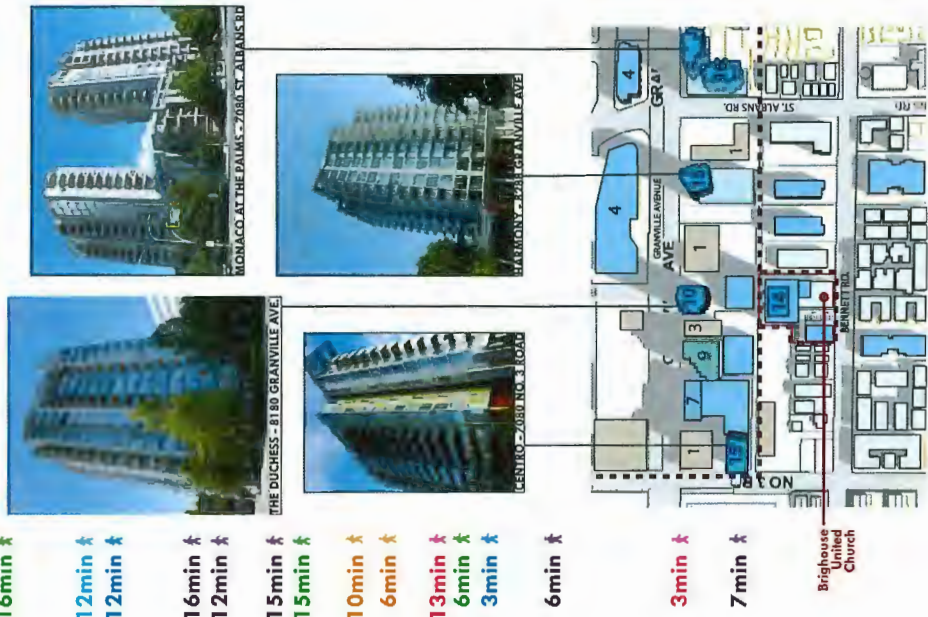 MONACO AT THE PALMS - 7080 ST. ALBANS RD
HARMONY - 8288 GRANVILLE AVE
THE DUCHESS - 8180 GRANVILLE AVE.
CENTRO - 7080 NO. 3 ROAD
4
4
ST. ALBANS RD.
GRANVILLE AVENUE
AVE
1
1
10
14
3
9
7
1
15
BENNETT RD.
NO 3 R
Brighouse
United
Church
16min
12min
12min
16min
12min
15min
15min
10min
6min
13min
6min
3min
6min
3min
7min